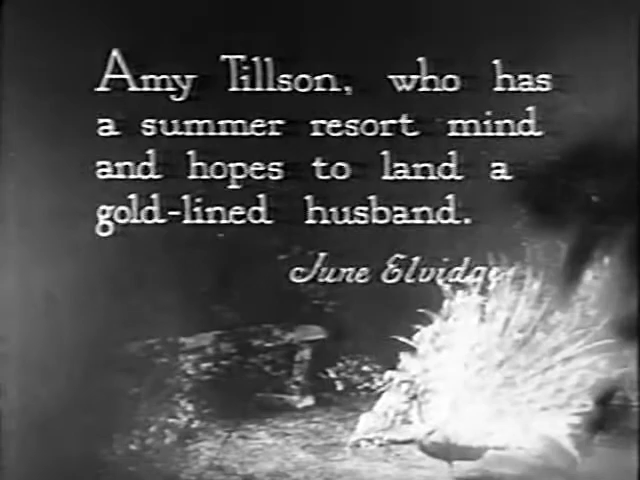 Amy Tillson, who has
a summer resort mind
and hopes to land a
gold-lined husband.
June Elvidge